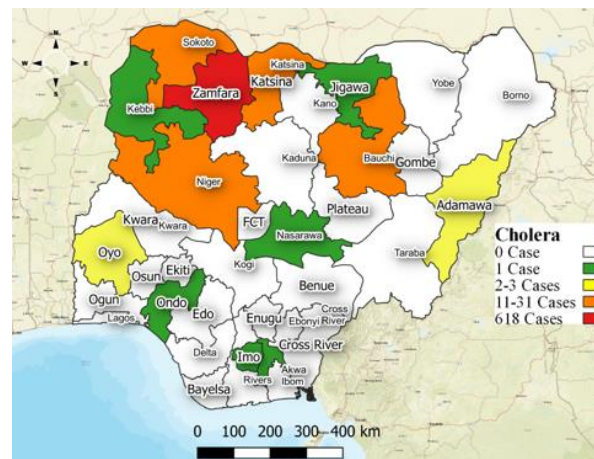 N
W E
S
Sokoto
Katsina
Katsina
Zamfara
Kebbi
Jigawa
Kano
Yobe
Borno
Kaduna
Bauchi
Gombe
Niger
Adamawa
Plateau
Kwara
Kwara
FCT
Nasarawa
Taraba
Oyo
Kogi
Osun
Ekiti
Benue
Ogun
Ondo
Edo
Lagos
Enugu
Ebonyi
Cross
River
Cross River
Delta
Imo
Rivers
Akwa
Ibom
Bayelsa
Cholera
0 Case
1 Case
2-3 Cases
11-31 Cases
618 Cases
0 100 200 300 400 km